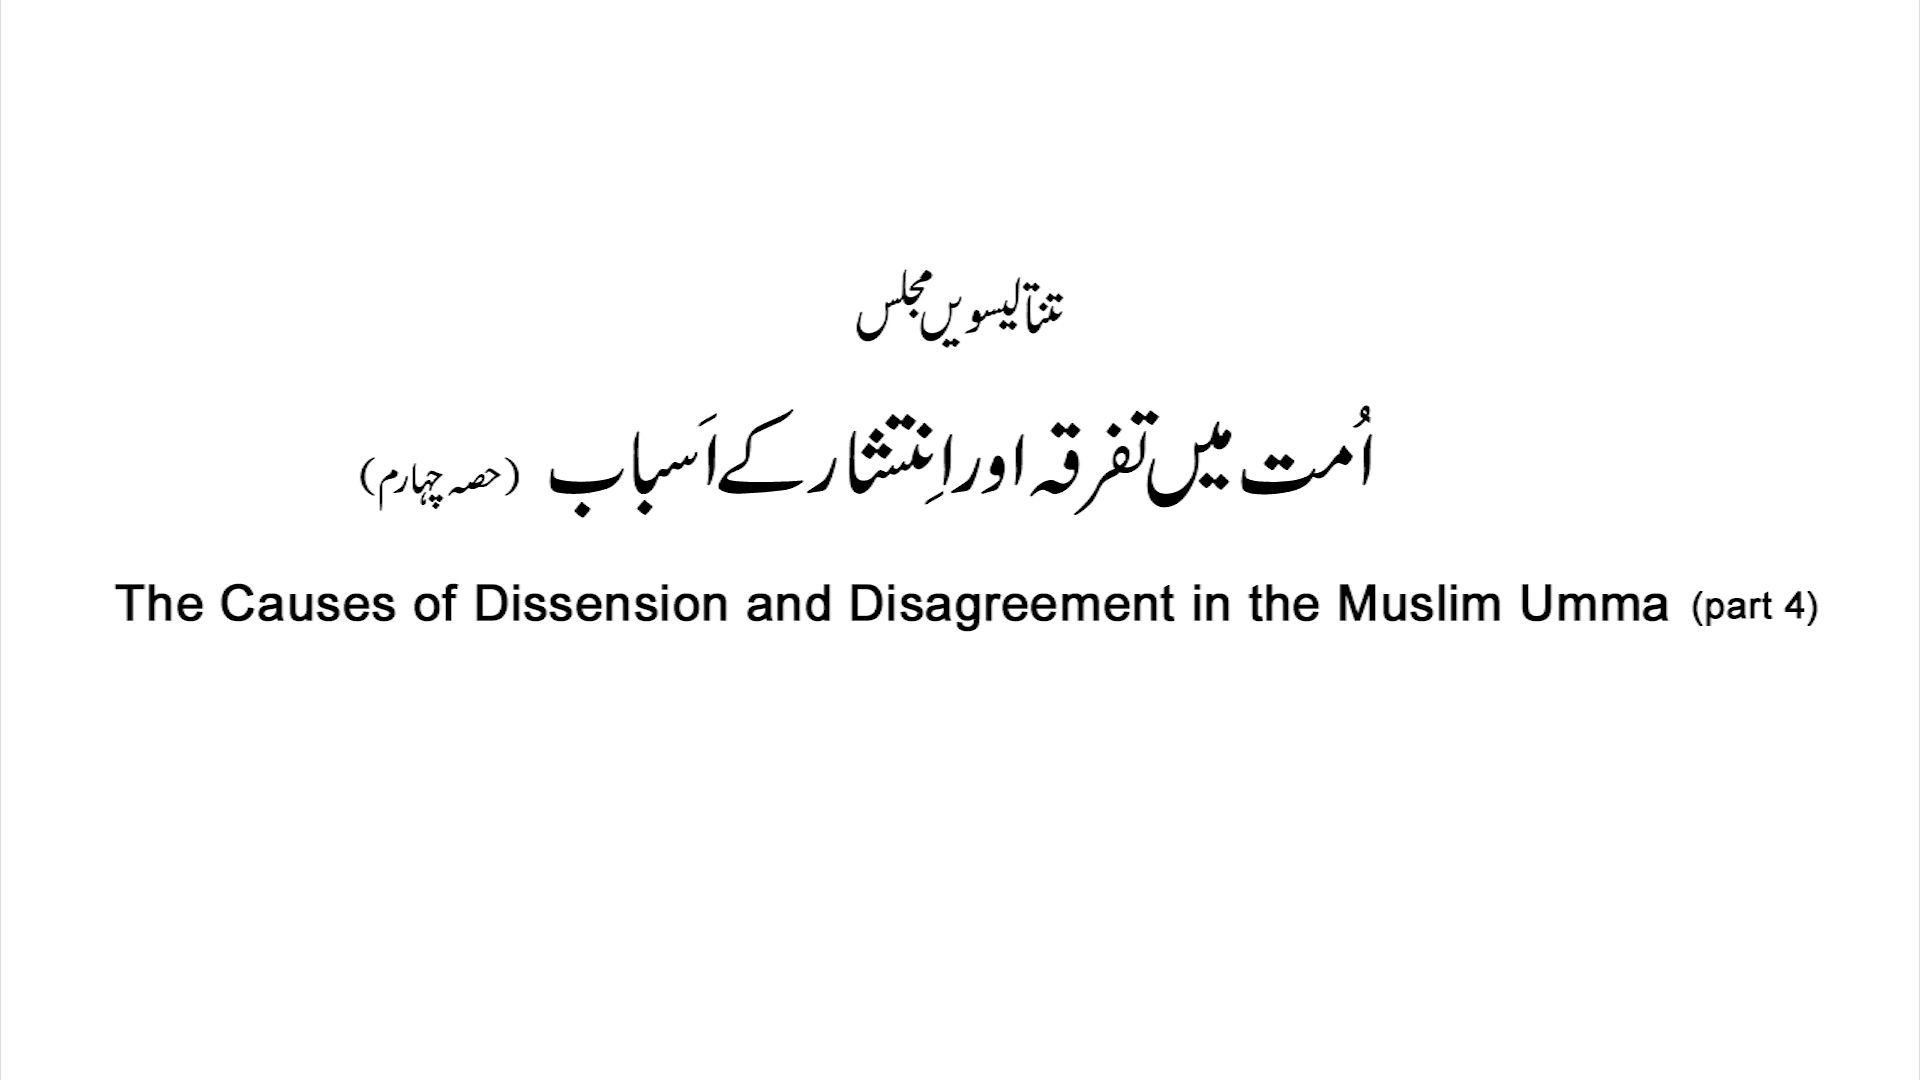 تنتالیسویں مجلس
اُمت میں تفرقہ اور اِنتشار کے اَسباب (حصہ چہارم)
The Causes of Dissension and Disagreement in the Muslim Umma (part 4)